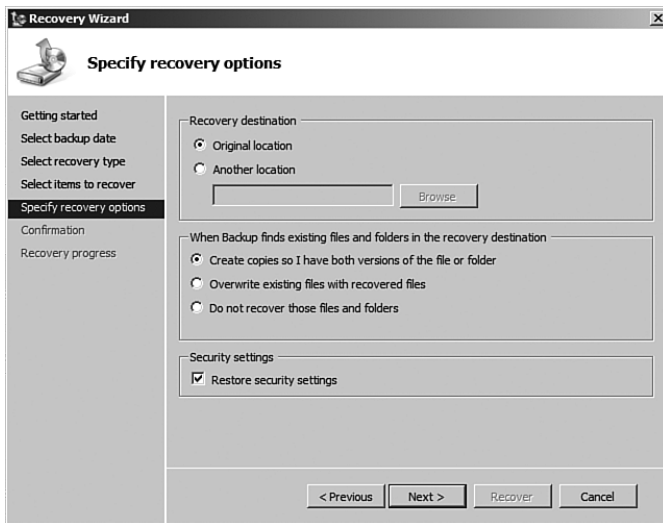 Recovery Wizard
Specify recovery options
Getting started
Select backup date
Select recovery type
Select items to recover
Specify recovery options
Confirmation
Recovery progress
Recovery destination
Original location
Another location
Browse
When Backup finds existing files and folders in the recovery destination
Create copies so I have both versions of the file or folder
Overwrite existing files with recovered files
Do not recover those files and folders
Security settings
Restore security settings
< Previous
Next >
Recover
Cancel